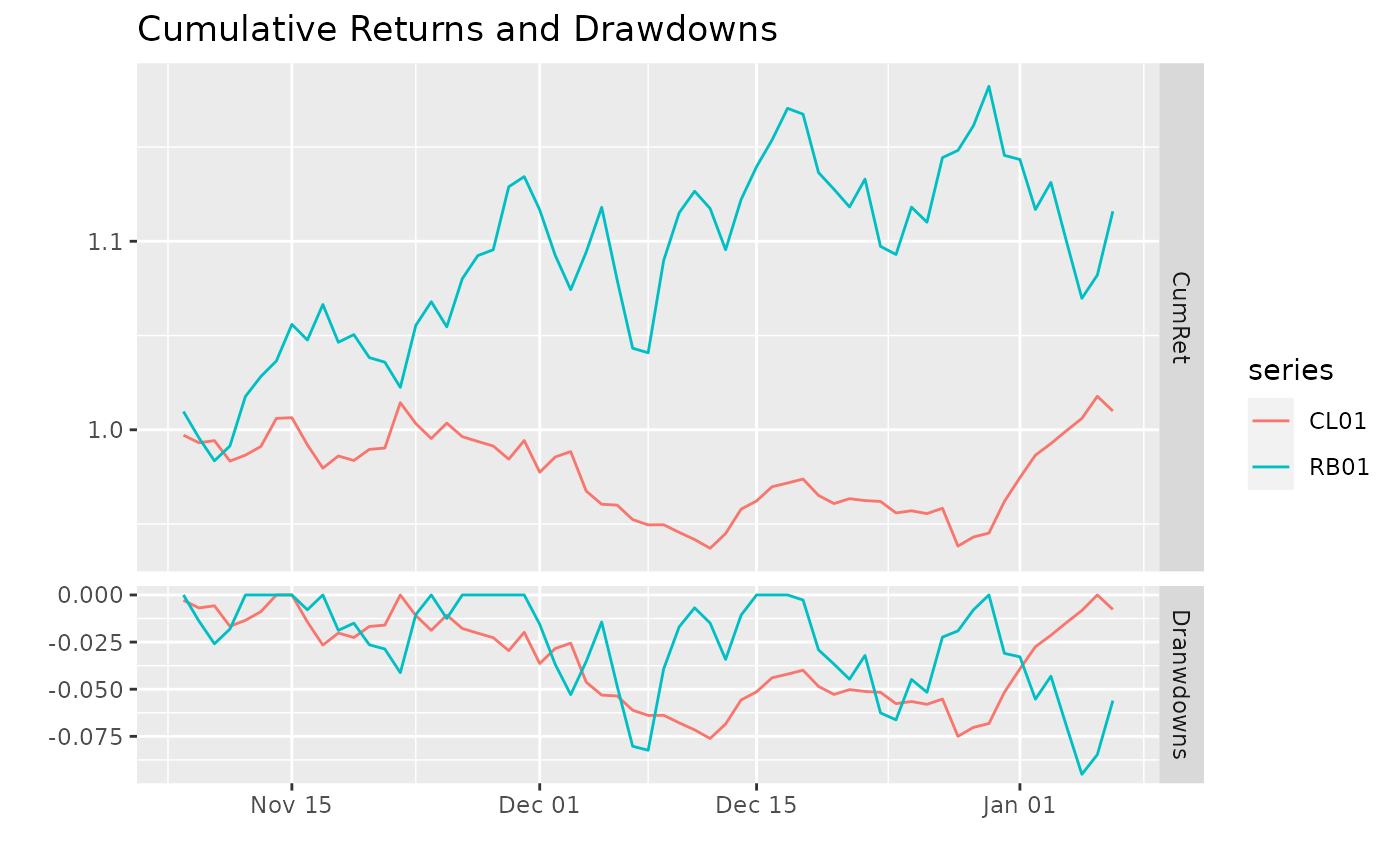 Cumulative Returns and Drawdowns
1.1
1.0
CumRet
0.000
-0.025
-0.050
-0.075
Dranwdowns
Nov 15
Dec 01
Dec 15
Jan 01
series
CL01
RB01